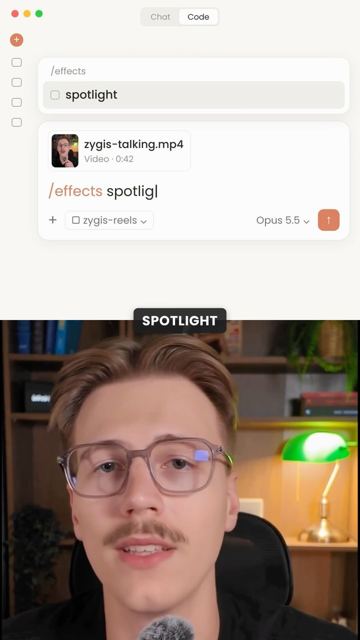 Chat Code
/effects
spotlight
zygis-talking.mp4
Video · 0:42
/effects spotlig
zygis-reels
Opus 5.5
SPOTLIGHT